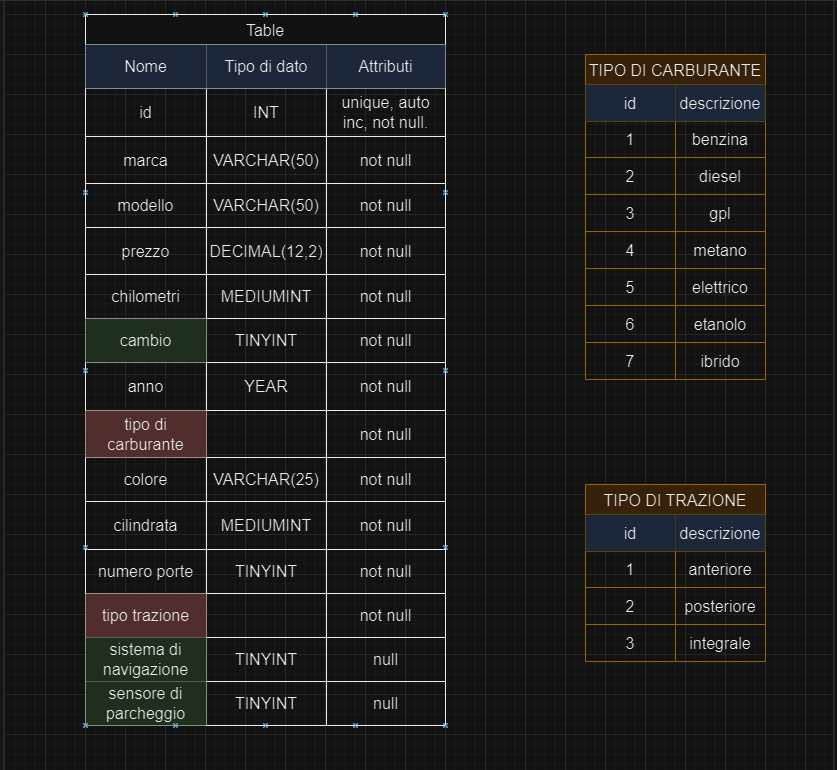 Table
Nome Tipo di dato Attributi
id INT unique, auto
inc, not null.
marca VARCHAR(50) not null
modello VARCHAR(50) not null
prezzo DECIMAL(12,2) not null
chilometri MEDIUMINT not null
cambio TINYINT not null
anno YEAR not null
tipo di
carburante not null
colore VARCHAR(25) not null
cilindrata MEDIUMINT not null
numero porte TINYINT not null
tipo trazione not null
sistema di
navigazione TINYINT null
sensore di
parcheggio TINYINT null
TIPO DI CARBURANTE
id descrizione
1 benzina
2 diesel
3 gpl
4 metano
5 elettrico
6 etanolo
7 ibrido
TIPO DI TRAZIONE
id descrizione
1 anteriore
2 posteriore
3 integrale